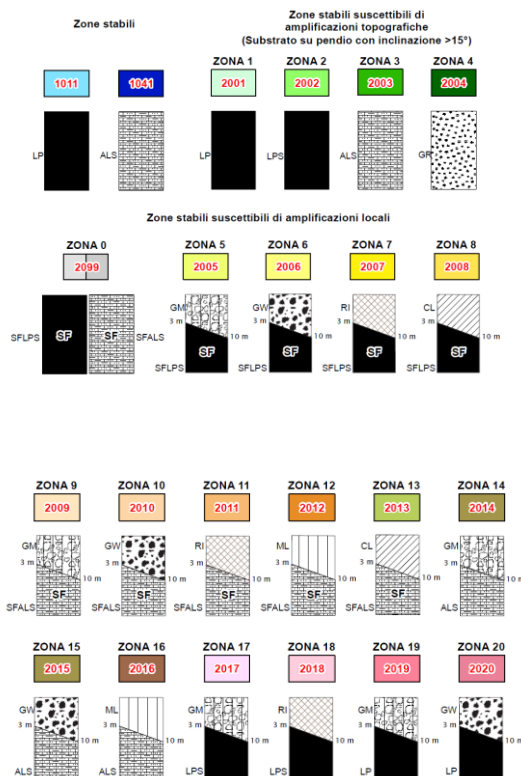 Zone stabili
Zone stabili suscettibili di
amplificazioni topografiche
(Substrato su pendio con inclinazione >15°)
ZONA 1 ZONA 2 ZONA 3 ZONA 4
1011 1041 2001 2002 2003 2004
LP ALS LP LPS ALS GR
Zone stabili suscettibili di amplificazioni locali
ZONA 0 ZONA 5 ZONA 6 ZONA 7 ZONA 8
2099 2005 2006 2007 2008
GM GW RI CL
3 m 3 m 3 m 3 m
SF SF 10 m 10 m 10 m 10 m
SFLPS SFALS SF SF SF SF
SFLPS SFLPS SFLPS SFLPS
ZONA 9 ZONA 10 ZONA 11 ZONA 12 ZONA 13 ZONA 14
2009 2010 2011 2012 2013 2014
GM GW RI ML CL GM
3 m 3 m 3 m 3 m 3 m 3 m
10 m 10 m 10 m 10 m 10 m 10 m
SF SF SF SF SF
SFALS SFALS SFALS SFALS SFALS ALS
ZONA 15 ZONA 16 ZONA 17 ZONA 18 ZONA 19 ZONA 20
2015 2016 2017 2018 2019 2020
GW ML GM RI GM GW
3 m 3 m 3 m 3 m 3 m 3 m
10 m 10 m 10 m 10 m 10 m 10 m
ALS ALS LPS LPS LP LP